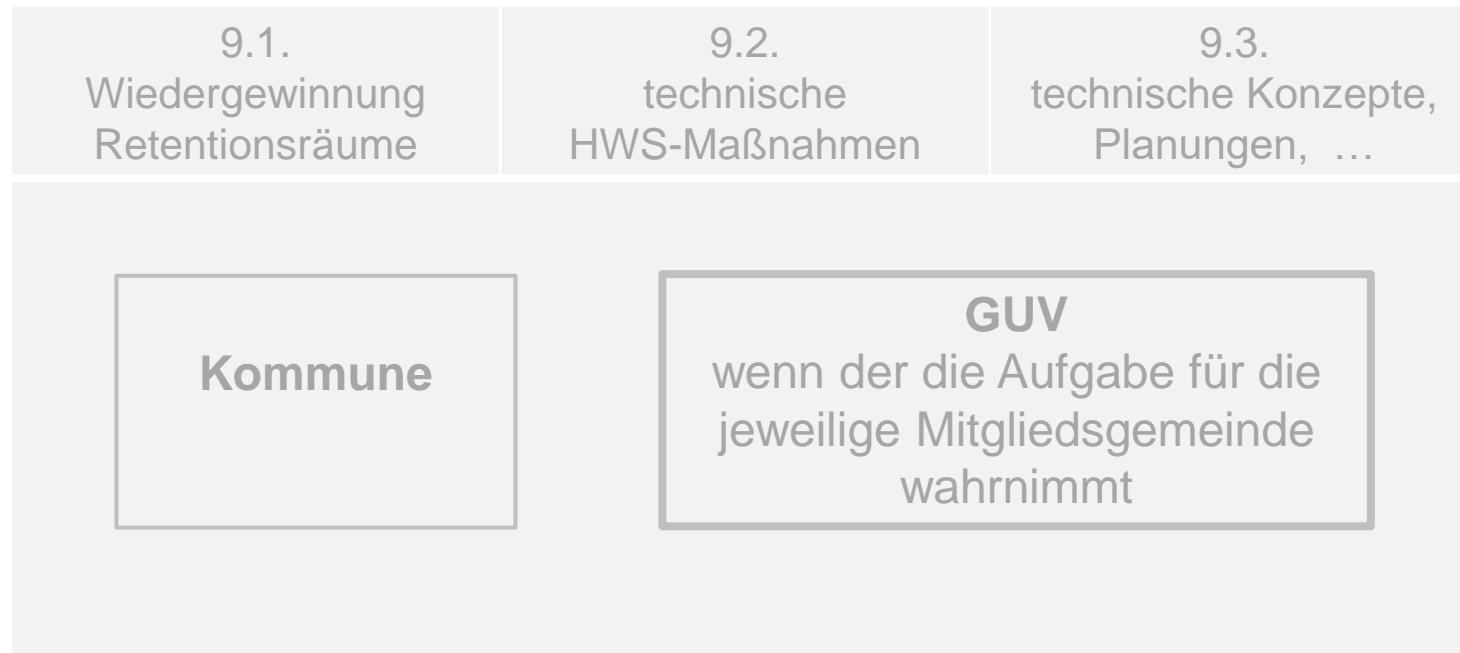 9.1.
Wiedergewinnung
Retentionsräume
9.2.
technische
HWS-Maßnahmen
9.3.
technische Konzepte,
Planungen, …
Kommune
GUV
wenn der die Aufgabe für die
jeweilige Mitgliedsgemeinde
wahrnimmt